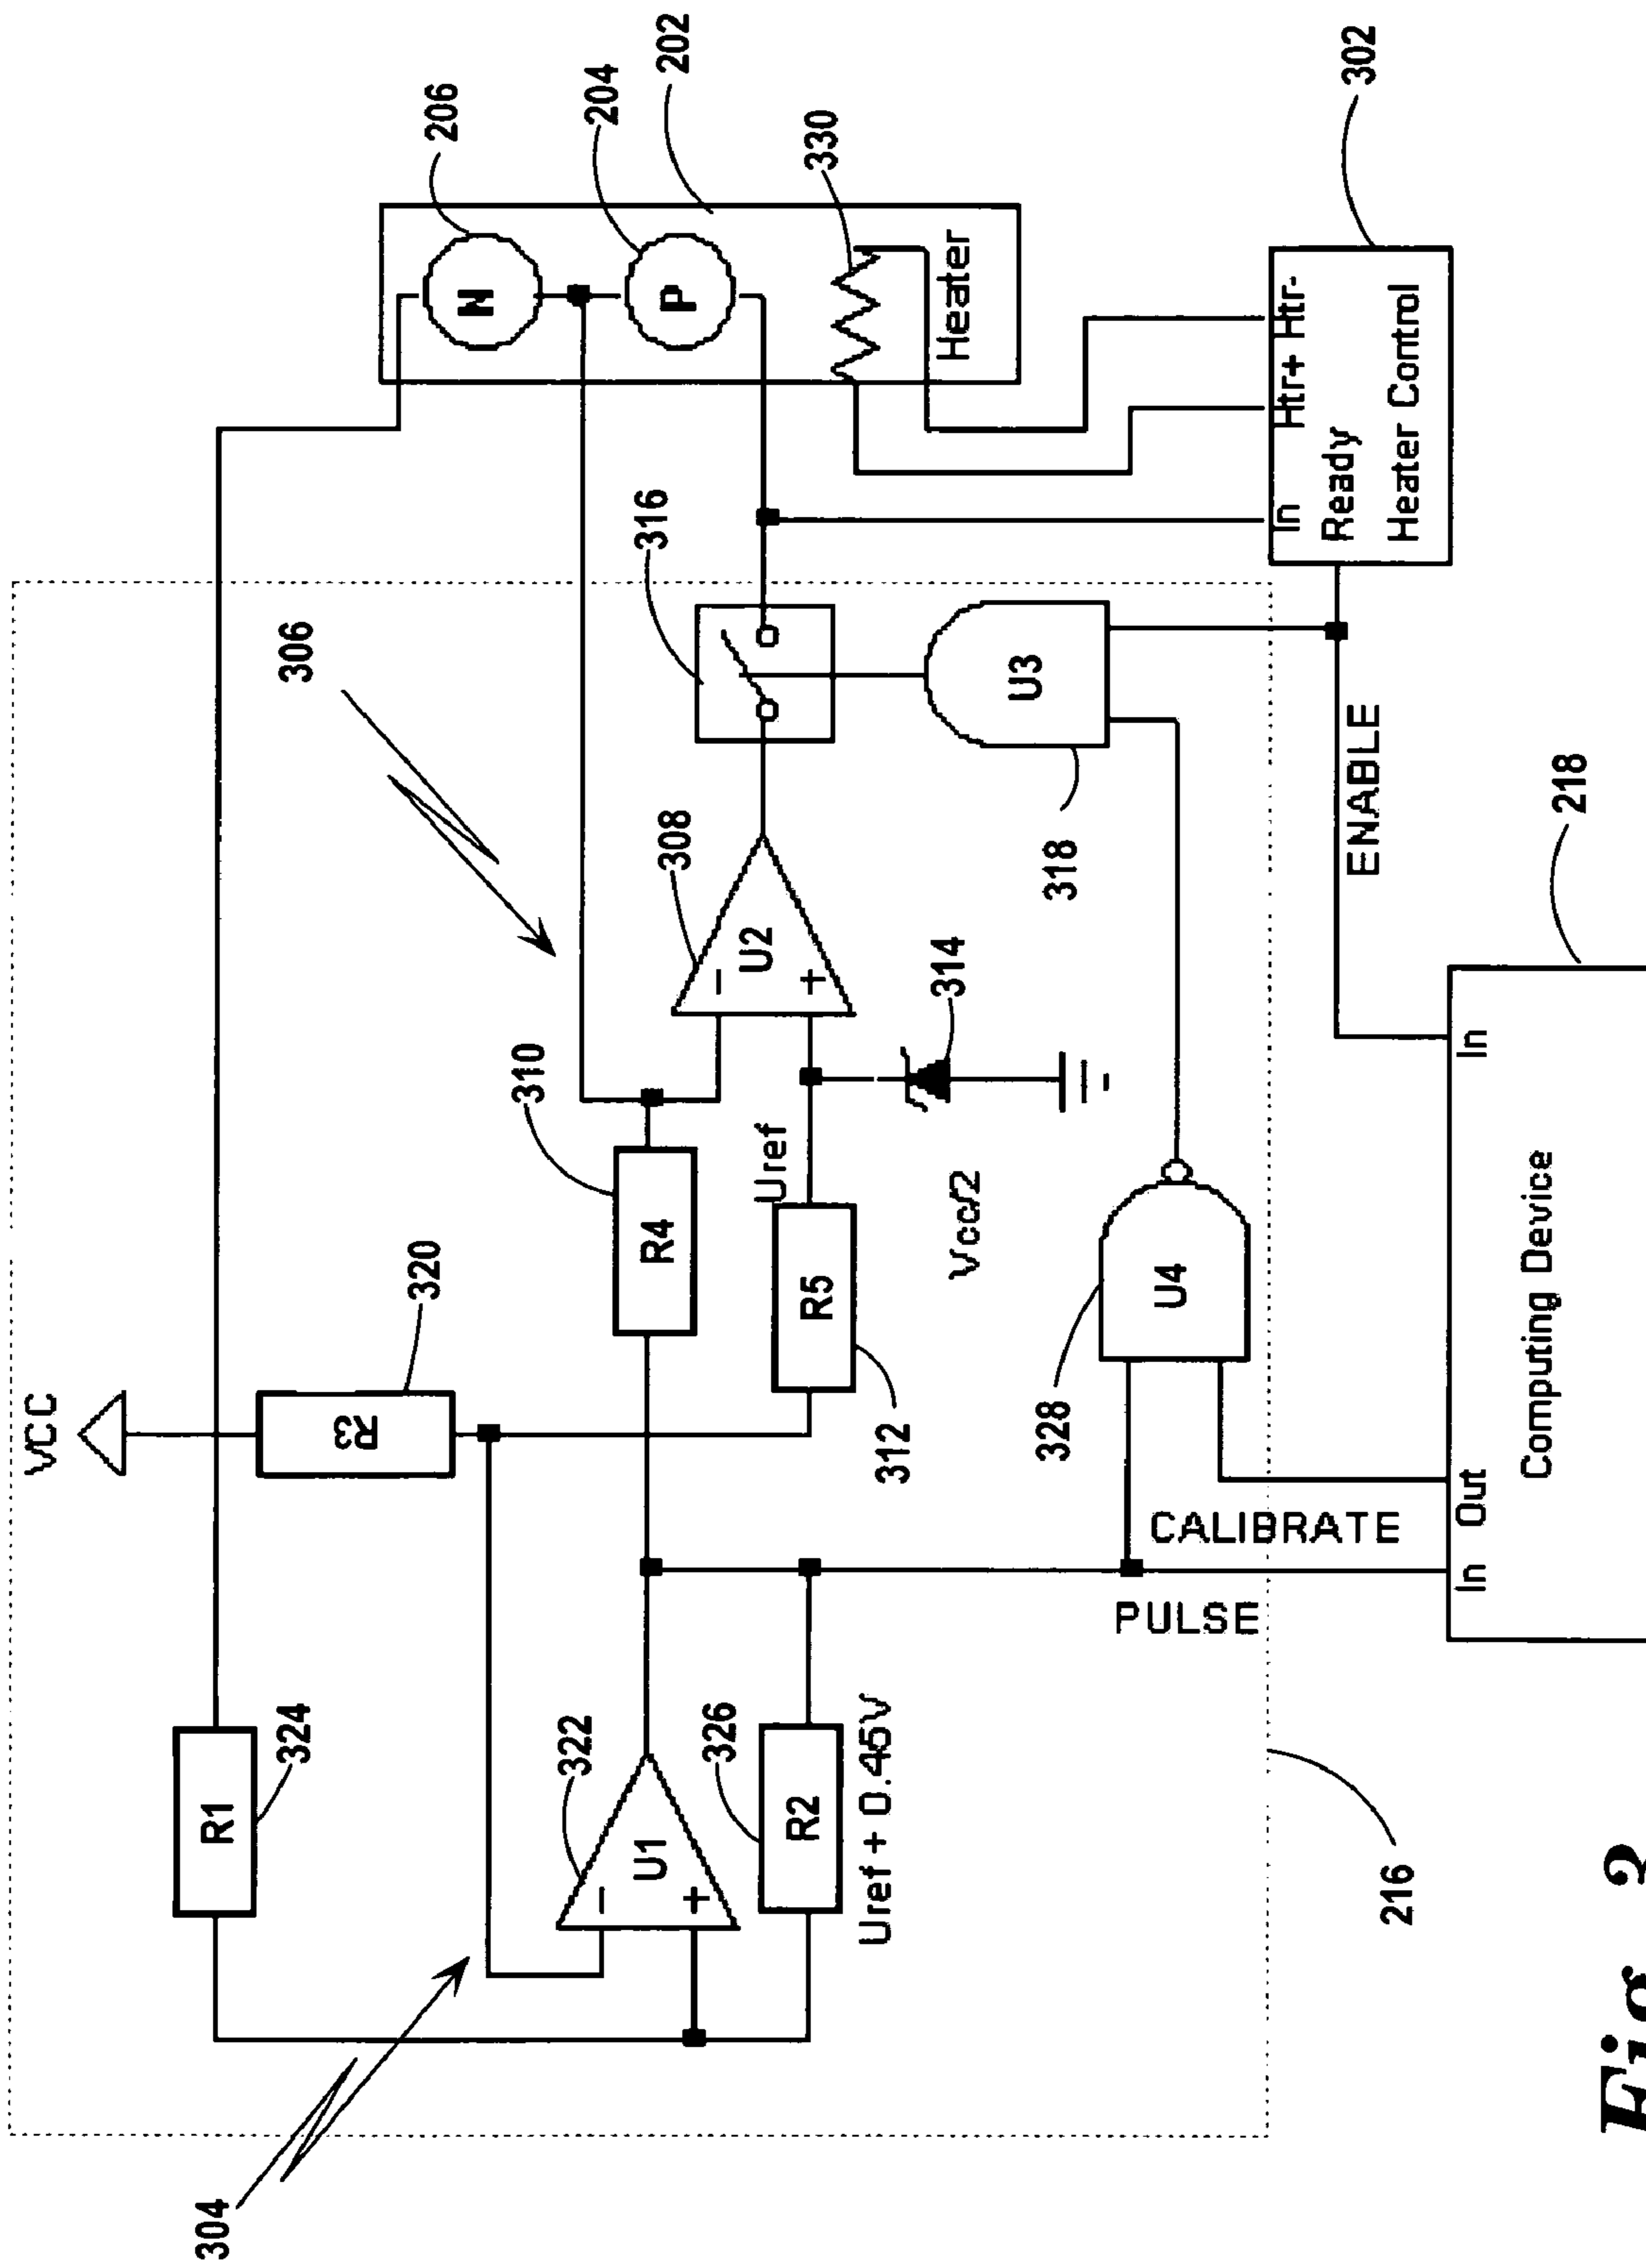 VCC
R1
324
R3
320
304
U1
-
+
322
R2
326
Uref + 0.45V
216
R4
310
R5
312
Uref
Vcc/2
314
306
U2
-
+
308
316
U3
318
U4
328
PULSE
CALIBRATE
ENABLE
N
206
P
204
202
330
Heater
In
Htr+
Htr-
Ready
Heater Control
302
In
Out
In
Computing Device
218